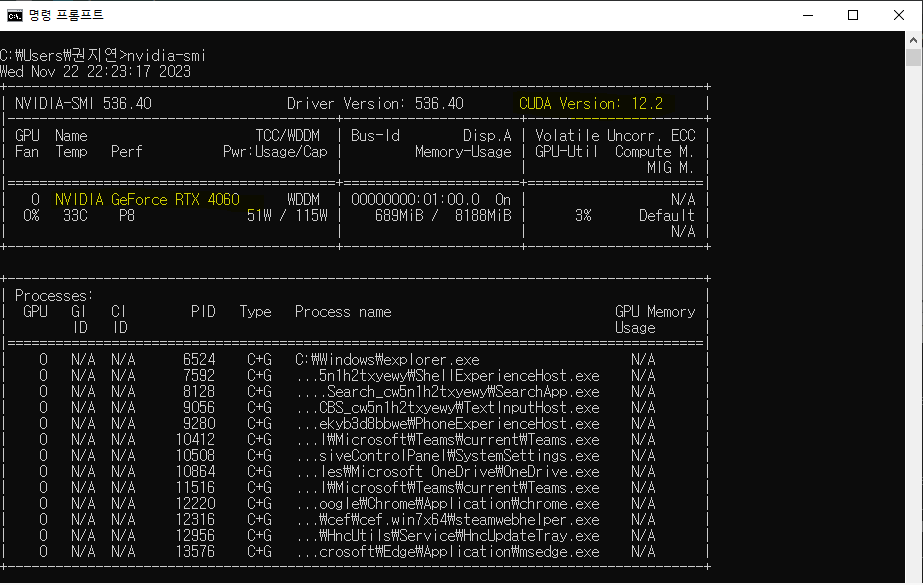 명령 프롬프트
C:\Users\권지연>nvidia-smi
Wed Nov 22 22:23:17 2023
+---------------------------------------------------------------------------------------+
| NVIDIA-SMI 536.40                 Driver Version: 536.40       CUDA Version: 12.2     |
|-----------------------------------------+----------------------+----------------------+
| GPU  Name                     TCC/WDDM  | Bus-Id        Disp.A | Volatile Uncorr. ECC |
| Fan  Temp   Perf          Pwr:Usage/Cap |         Memory-Usage | GPU-Util  Compute M. |
|                                         |                      |               MIG M. |
|=========================================+======================+======================|
|   0  NVIDIA GeForce RTX 4060      WDDM  | 00000000:01:00.0  On |                  N/A |
|  0%   33C    P8              51W / 115W |    689MiB /  8188MiB |      3%      Default |
|                                         |                      |                  N/A |
+-----------------------------------------+----------------------+----------------------+
+---------------------------------------------------------------------------------------+
| Processes:                                                                            |
|  GPU   GI   CI        PID   Type   Process name                            GPU Memory |
|        ID   ID                                                             Usage      |
|=======================================================================================|
|    0   N/A  N/A      6524    C+G   C:\Windows\explorer.exe                   N/A      |
|    0   N/A  N/A      7592    C+G   ...5n1h2txyewy\ShellExperienceHost.exe    N/A      |
|    0   N/A  N/A      8128    C+G   ....Search_cw5n1h2txyewy\SearchApp.exe    N/A      |
|    0   N/A  N/A      9056    C+G   ...CBS_cw5n1h2txyewy\TextInputHost.exe    N/A      |
|    0   N/A  N/A      9280    C+G   ...ekyb3d8bbwe\PhoneExperienceHost.exe    N/A      |
|    0   N/A  N/A     10412    C+G   ...l\Microsoft\Teams\current\Teams.exe    N/A      |
|    0   N/A  N/A     10508    C+G   ...siveControlPanel\SystemSettings.exe    N/A      |
|    0   N/A  N/A     10864    C+G   ...les\Microsoft OneDrive\OneDrive.exe    N/A      |
|    0   N/A  N/A     11516    C+G   ...l\Microsoft\Teams\current\Teams.exe    N/A      |
|    0   N/A  N/A     12220    C+G   ...oogle\Chrome\Application\chrome.exe    N/A      |
|    0   N/A  N/A     12316    C+G   ...\cef\cef.win7x64\steamwebhelper.exe    N/A      |
|    0   N/A  N/A     12956    C+G   ...\HncUtils\Service\HncUpdateTray.exe    N/A      |
|    0   N/A  N/A     13576    C+G   ...crosoft\Edge\Application\msedge.exe    N/A      |
+---------------------------------------------------------------------------------------+